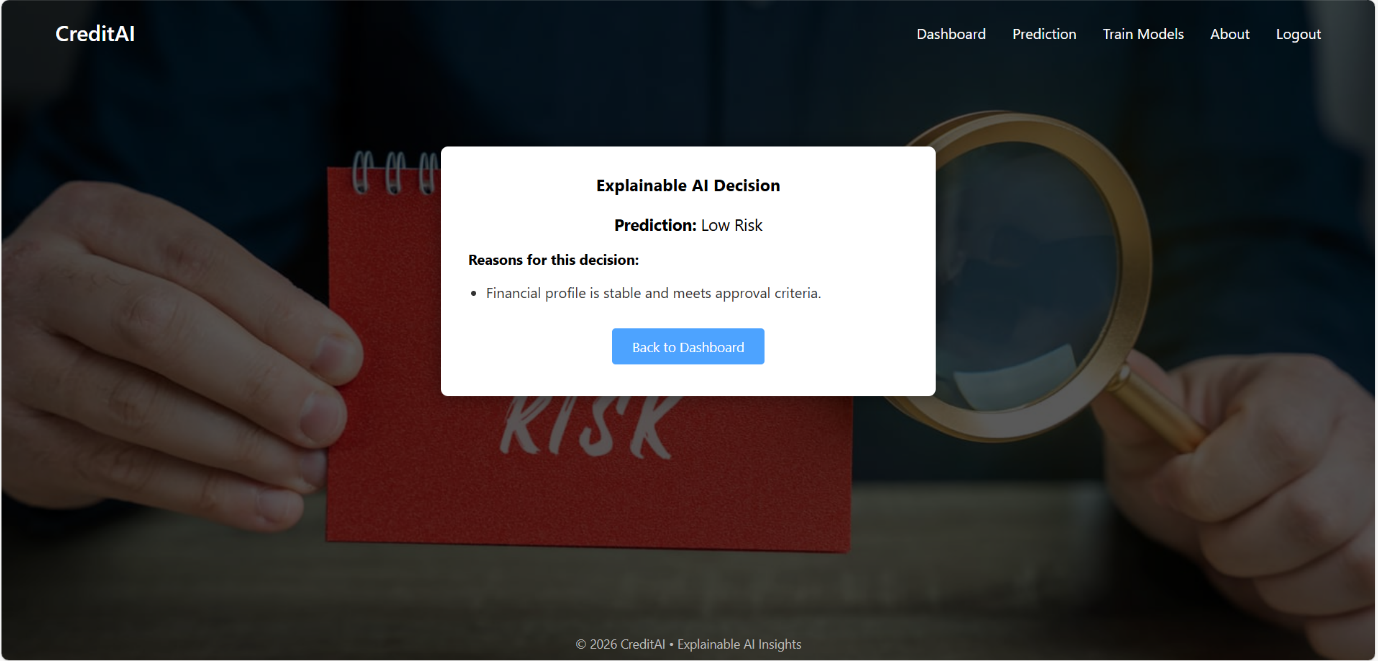 CreditAI
Dashboard Prediction Train Models About Logout
Explainable AI Decision
Prediction: Low Risk
Reasons for this decision:
• Financial profile is stable and meets approval criteria.
Back to Dashboard
RISK
© 2026 CreditAI • Explainable AI Insights